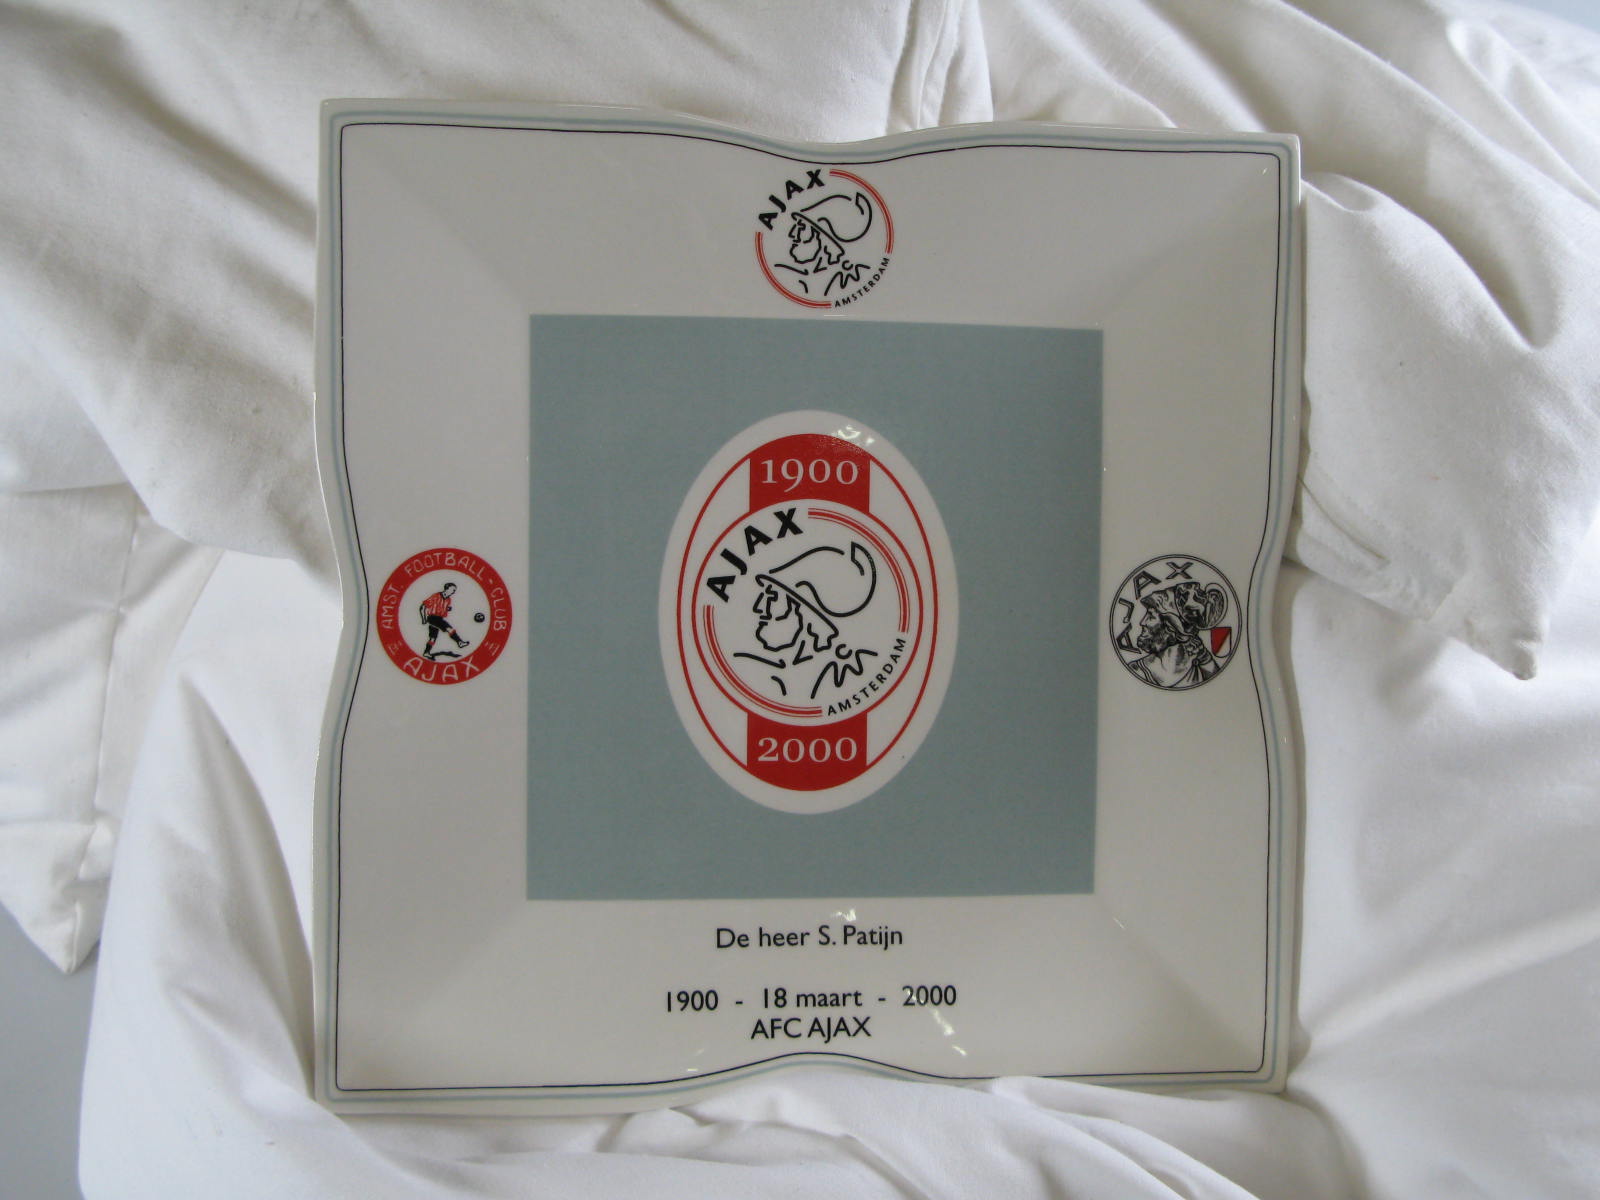 AJAX
AMSTERDAM
1900
AJAX
AMSTERDAM
2000
AMST. FOOTBALL-CLUB
AJAX
AJAX
De heer S. Patijn
1900 - 18 maart - 2000
AFC AJAX